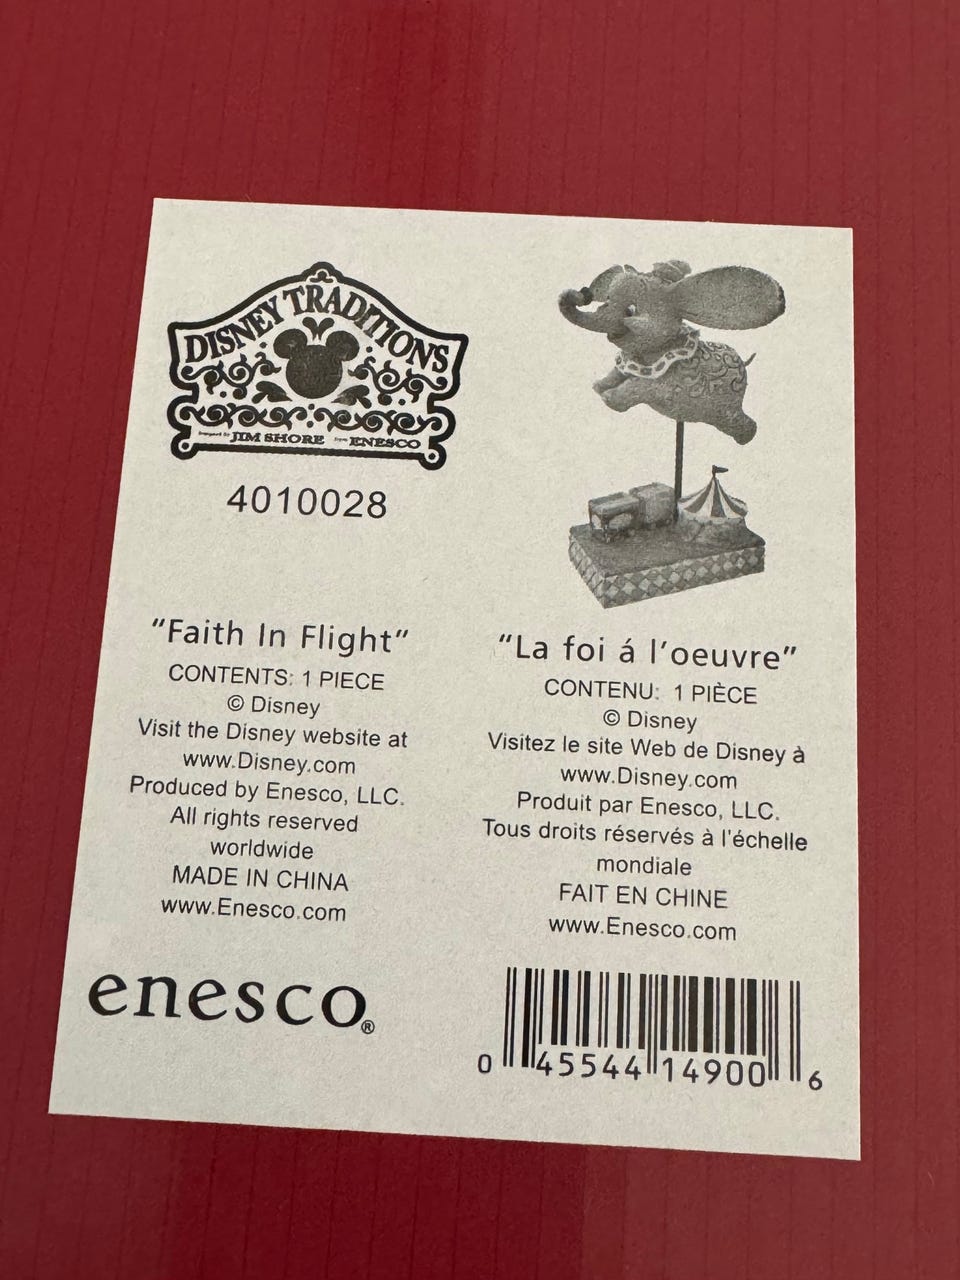 DISNEY TRADITIONS
Designed by JIM SHORE from ENESCO
4010028
"Faith In Flight"
CONTENTS: 1 PIECE
© Disney
Visit the Disney website at
www.Disney.com
Produced by Enesco, LLC.
All rights reserved
worldwide
MADE IN CHINA
www.Enesco.com
enesco®
"La foi á l'oeuvre"
CONTENU: 1 PIÈCE
© Disney
Visitez le site Web de Disney à
www.Disney.com
Produit par Enesco, LLC.
Tous droits réservés à l'échelle
mondiale
FAIT EN CHINE
www.Enesco.com
0 45544 14900 6